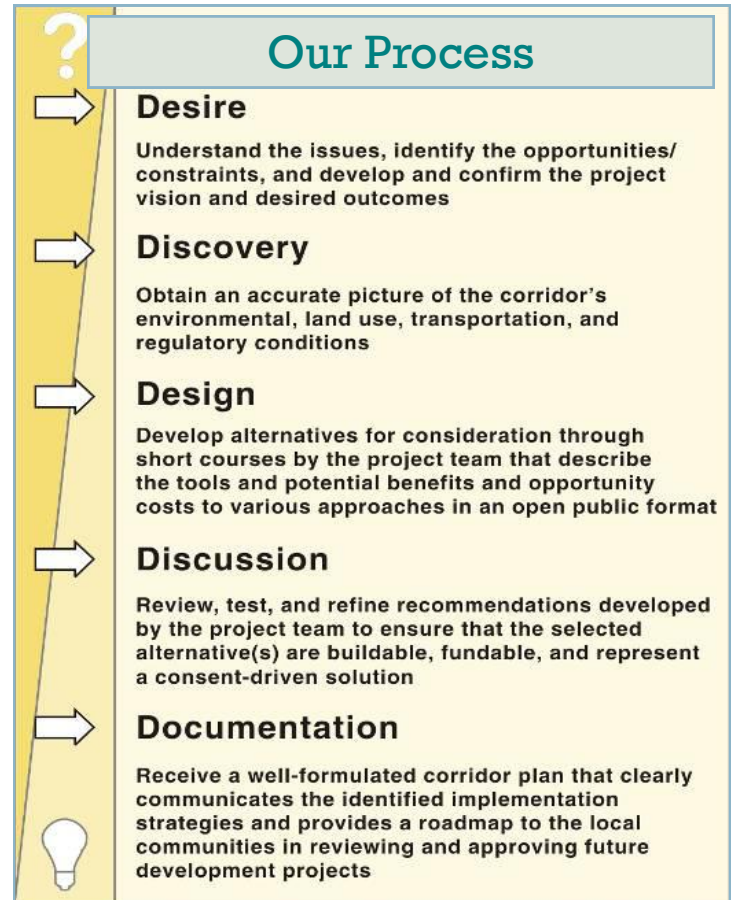 ?
Our Process
Desire
Understand the issues, identify the opportunities/
constraints, and develop and confirm the project
vision and desired outcomes
Discovery
Obtain an accurate picture of the corridor's
environmental, land use, transportation, and
regulatory conditions
Design
Develop alternatives for consideration through
short courses by the project team that describe
the tools and potential benefits and opportunity
costs to various approaches in an open public format
Discussion
Review, test, and refine recommendations developed
by the project team to ensure that the selected
alternative(s) are buildable, fundable, and represent
a consent-driven solution
Documentation
Receive a well-formulated corridor plan that clearly
communicates the identified implementation
strategies and provides a roadmap to the local
communities in reviewing and approving future
development projects